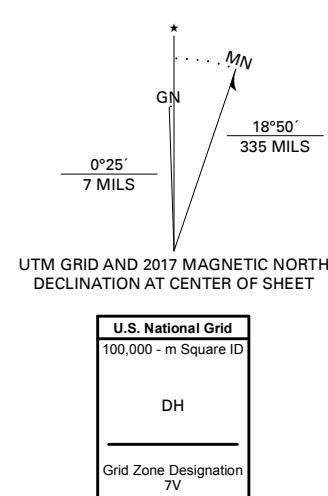 ★
MN
GN
18°50´
335 MILS
0°25´
7 MILS
UTM GRID AND 2017 MAGNETIC NORTH
DECLINATION AT CENTER OF SHEET
U.S. National Grid
100,000 - m Square ID
DH
Grid Zone Designation
7V